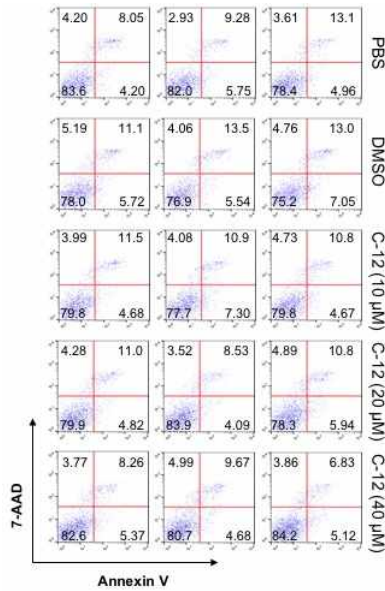 4.20 8.05 2.93 9.28 3.61 13.1
83.6 4.20 82.0 5.75 78.4 4.96
PBS
5.19 11.1 4.06 13.5 4.76 13.0
78.0 5.72 76.9 5.54 75.2 7.05
DMSO
3.99 11.5 4.08 10.9 4.73 10.8
79.8 4.68 77.7 7.30 79.8 4.67
C-12 (10 µM)
4.28 11.0 3.52 8.53 4.89 10.8
79.9 4.82 83.9 4.09 78.3 5.94
C-12 (20 µM)
3.77 8.26 4.99 9.67 3.86 6.83
82.6 5.37 80.7 4.68 84.2 5.12
C-12 (40 µM)
7-AAD
Annexin V